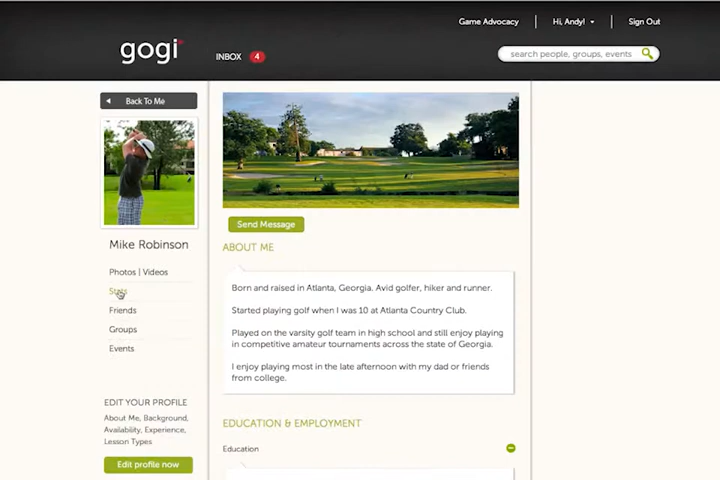 Game Advocacy
Hi, Andy!
Sign Out
gogi
INBOX 4
search people, groups, events
Back To Me
Mike Robinson
Photos | Videos
Stats
Friends
Groups
Events
EDIT YOUR PROFILE
About Me, Background,
Availability, Experience,
Lesson Types
Edit profile now
Send Message
ABOUT ME
Born and raised in Atlanta, Georgia. Avid golfer, hiker and runner.
Started playing golf when I was 10 at Atlanta Country Club.
Played on the varsity golf team in high school and still enjoy playing
in competitive amateur tournaments across the state of Georgia.
I enjoy playing most in the late afternoon with my dad or friends
from college.
EDUCATION & EMPLOYMENT
Education